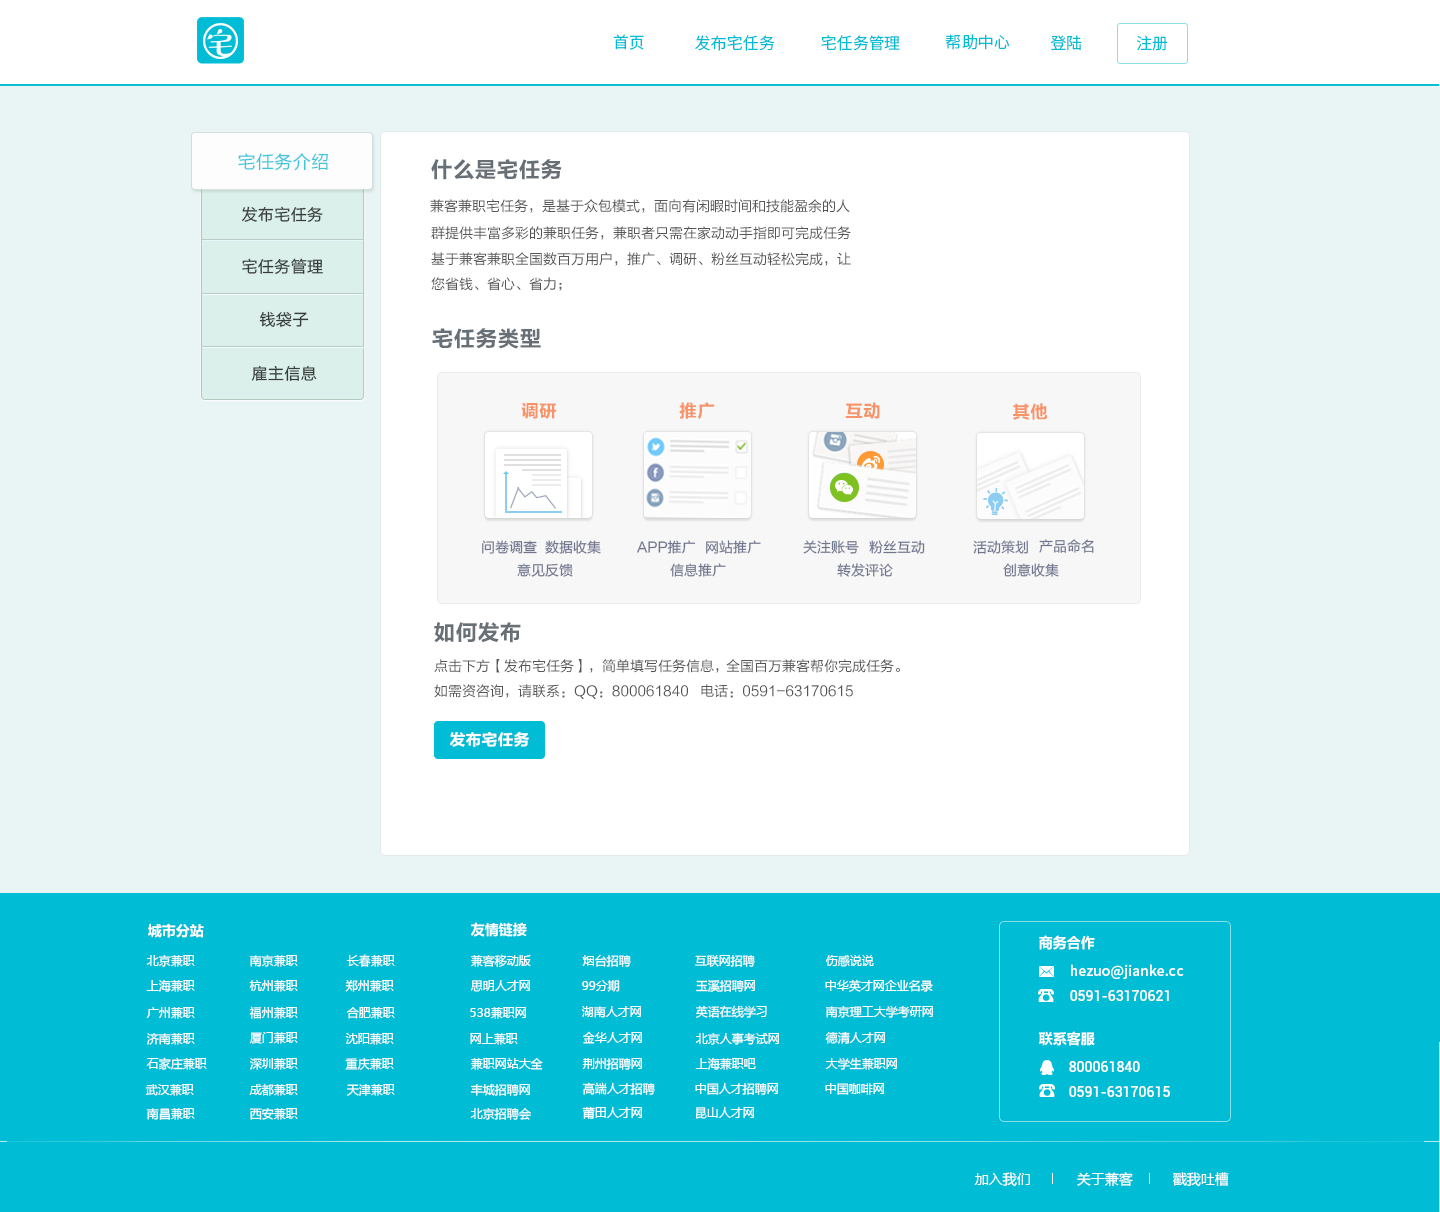 宅
首页 发布宅任务 宅任务管理 帮助中心 登陆 注册
宅任务介绍
发布宅任务
宅任务管理
钱袋子
雇主信息
什么是宅任务
兼客兼职宅任务，是基于众包模式，面向有闲暇时间和技能盈余的人
群提供丰富多彩的兼职任务，兼职者只需在家动动手指即可完成任务
基于兼客兼职全国数百万用户，推广、调研、粉丝互动轻松完成，让
您省钱、省心、省力；
宅任务类型
调研 推广 互动 其他
问卷调查 数据收集
意见反馈
APP推广 网站推广
信息推广
关注账号 粉丝互动
转发评论
活动策划 产品命名
创意收集
如何发布
点击下方【发布宅任务】，简单填写任务信息，全国百万兼客帮你完成任务。
如需资咨询，请联系：QQ：800061840 电话：0591-63170615
发布宅任务
城市分站
北京兼职 南京兼职 长春兼职
上海兼职 杭州兼职 郑州兼职
广州兼职 福州兼职 合肥兼职
济南兼职 厦门兼职 沈阳兼职
石家庄兼职 深圳兼职 重庆兼职
武汉兼职 成都兼职 天津兼职
南昌兼职 西安兼职
友情链接
兼客移动版 烟台招聘 互联网招聘 伤感说说
思明人才网 99分期 玉溪招聘网 中华英才网企业名录
538兼职网 湖南人才网 英语在线学习 南京理工大学考研网
网上兼职 金华人才网 北京人事考试网 德清人才网
兼职网站大全 荆州招聘网 上海兼职吧 大学生兼职网
丰城招聘网 高端人才招聘 中国人才招聘网 中国咖啡网
北京招聘会 莆田人才网 昆山人才网
商务合作
hezuo@jianke.cc
0591-63170621
联系客服
800061840
0591-63170615
加入我们 关于兼客 戳我吐槽